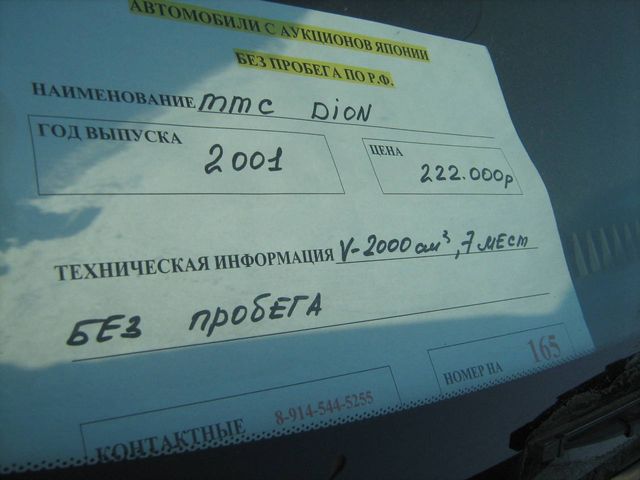 АВТОМОБИЛИ С АУКЦИОНОВ ЯПОНИИ
БЕЗ ПРОБЕГА ПО Р.Ф.
НАИМЕНОВАНИЕ ММС DiON
ГОД ВЫПУСКА 2001
ЦЕНА 222.000р
ТЕХНИЧЕСКАЯ ИНФОРМАЦИЯ V-2000 см³, 7 МЕСТ
БЕЗ ПРОБЕГА
КОНТАКТНЫЕ 8-914-544-5255
НОМЕР НА 165